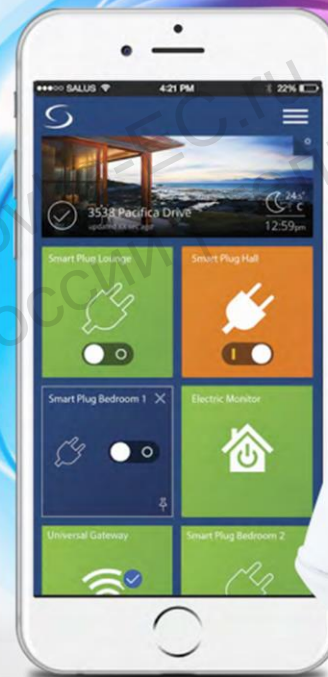 SALUS 4:21 PM 22%
3538 Pacifica Drive
24.5° C
12:59pm
Smart Plug Lounge Smart Plug Hall
Smart Plug Bedroom 1 Electric Monitor
Universal Gateway Smart Plug Bedroom 2